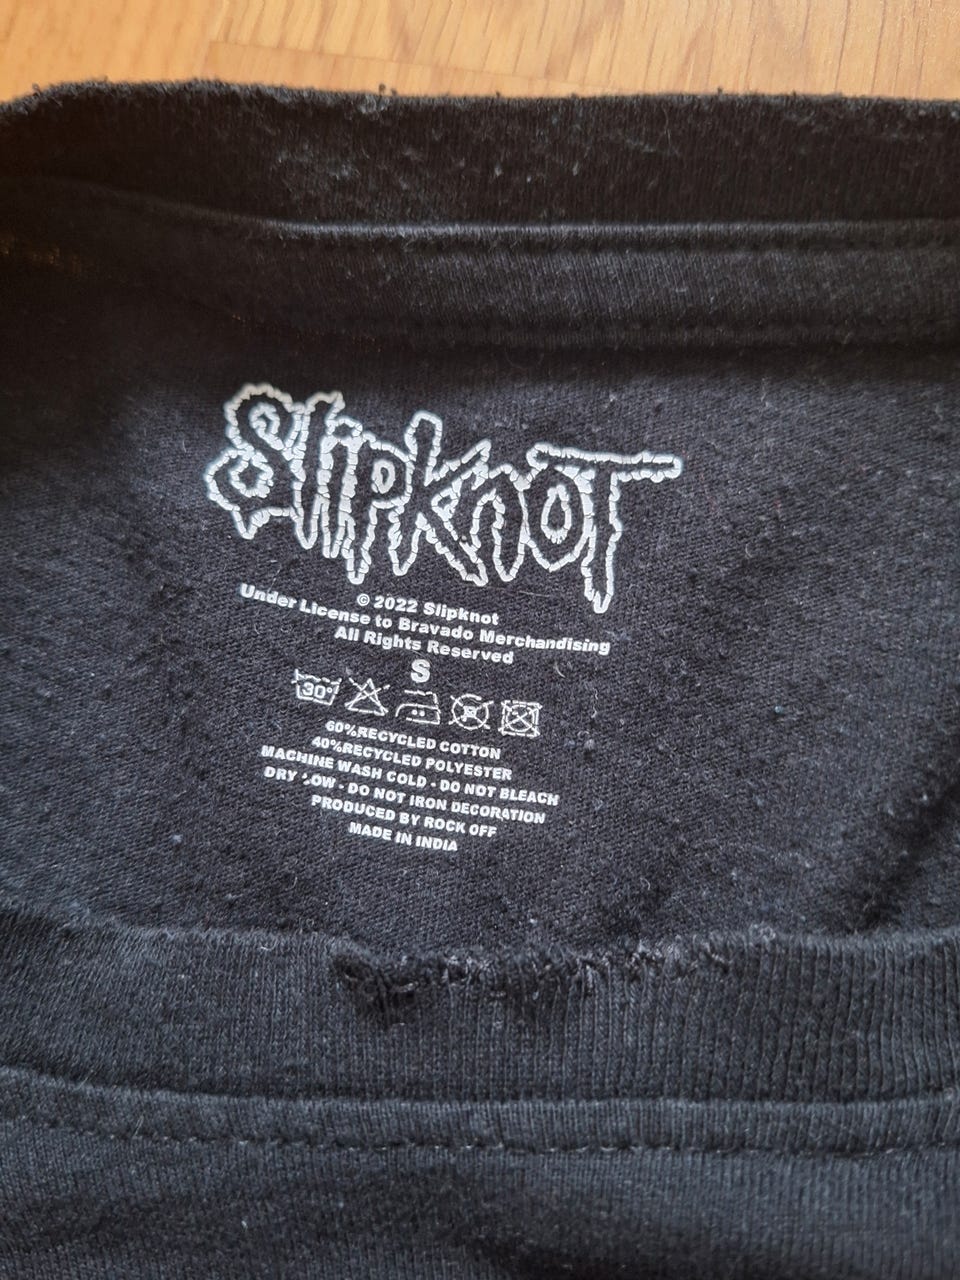 SlipKnoT
© 2022 Slipknot
Under License to Bravado Merchandising
All Rights Reserved
S
30°
60%RECYCLED COTTON
40%RECYCLED POLYESTER
MACHINE WASH COLD - DO NOT BLEACH
DRY LOW - DO NOT IRON DECORATION
PRODUCED BY ROCK OFF
MADE IN INDIA